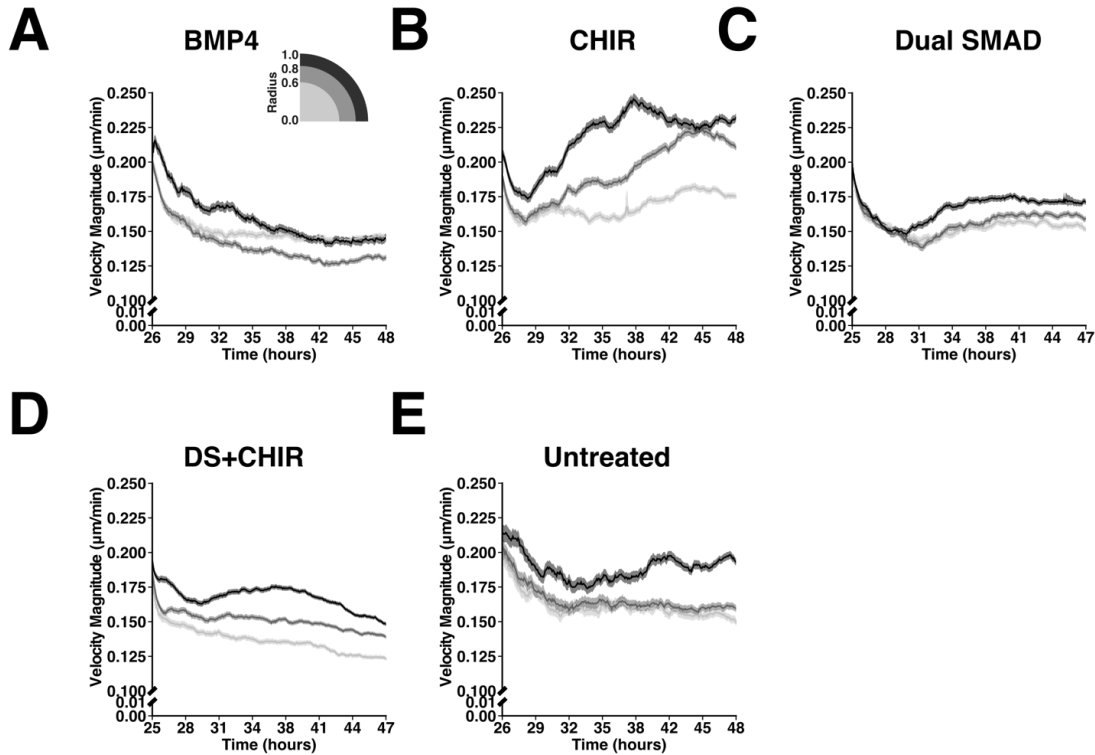 A
BMP4
B
CHIR
C
Dual SMAD
Radius
1.0
0.8
0.6
0.0
Velocity Magnitude (µm/min)
0.250
0.225
0.200
0.175
0.150
0.125
0.100
0.01
0.00
26 29 32 35 38 42 45 48
Time (hours)
Velocity Magnitude (µm/min)
0.250
0.225
0.200
0.175
0.150
0.125
0.100
0.01
0.00
26 29 32 35 38 42 45 48
Time (hours)
Velocity Magnitude (µm/min)
0.250
0.225
0.200
0.175
0.150
0.125
0.100
0.01
0.00
25 28 31 34 38 41 44 47
Time (hours)
D
DS+CHIR
E
Untreated
Velocity Magnitude (µm/min)
0.250
0.225
0.200
0.175
0.150
0.125
0.100
0.01
0.00
25 28 31 34 38 41 44 47
Time (hours)
Velocity Magnitude (µm/min)
0.250
0.225
0.200
0.175
0.150
0.125
0.100
0.01
0.00
26 29 32 35 38 42 45 48
Time (hours)